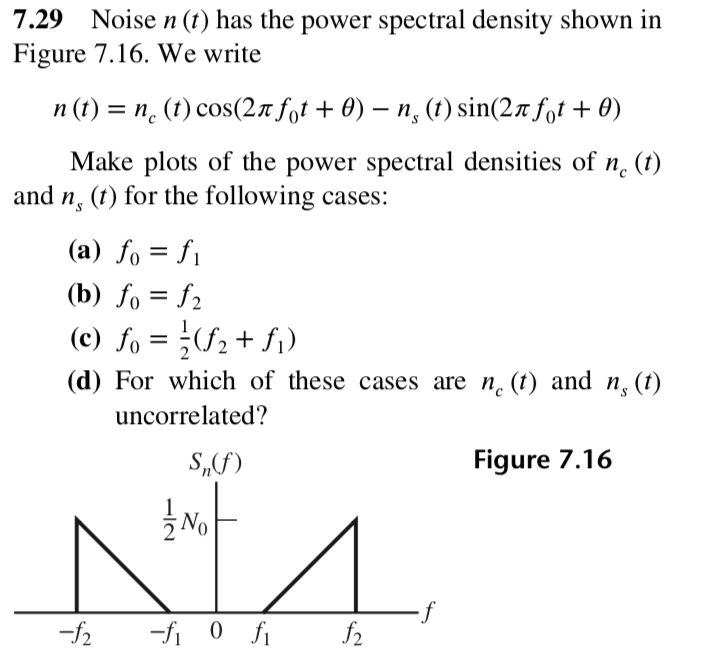 7.29 Noise n (t) has the power spectral density shown in
Figure 7.16. We write
n (t) = n_c (t) cos(2π f_0 t + θ) − n_s (t) sin(2π f_0 t + θ)
Make plots of the power spectral densities of n_c (t)
and n_s (t) for the following cases:
(a) f_0 = f_1
(b) f_0 = f_2
(c) f_0 = ½(f_2 + f_1)
(d) For which of these cases are n_c (t) and n_s (t)
uncorrelated?
S_n(f)
Figure 7.16
½ N_0
f
−f_2 −f_1 0 f_1 f_2